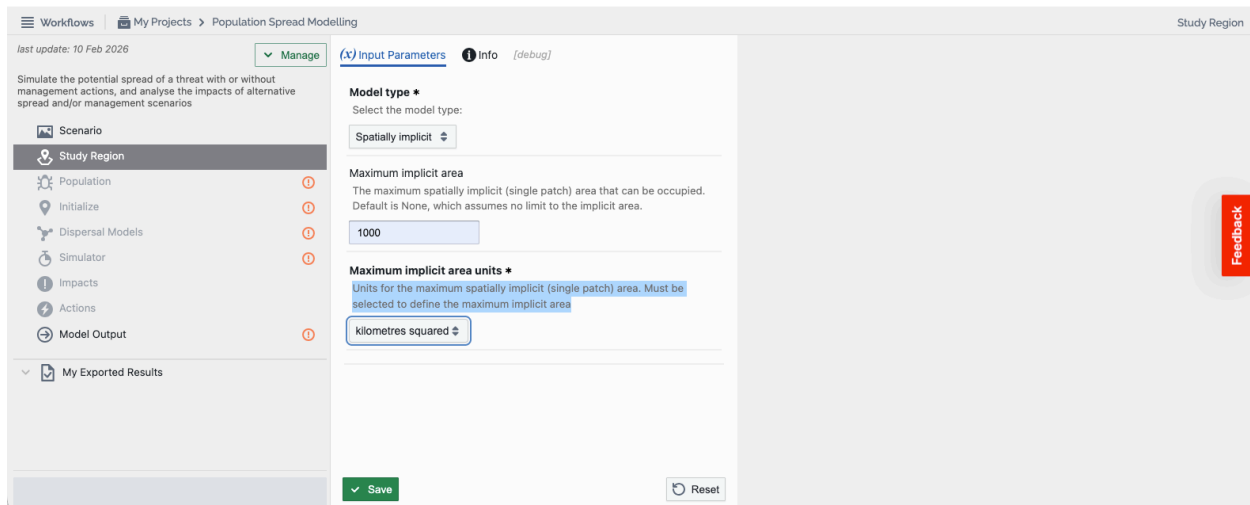 Workflows
My Projects > Population Spread Modelling
Study Region
last update: 10 Feb 2026
Manage
Simulate the potential spread of a threat with or without
management actions, and analyse the impacts of alternative
spread and/or management scenarios
Scenario
Study Region
Population
Initialize
Dispersal Models
Simulator
Impacts
Actions
Model Output
My Exported Results
(x) Input Parameters
Info
[debug]
Model type *
Select the model type:
Spatially implicit
Maximum implicit area
The maximum spatially implicit (single patch) area that can be occupied.
Default is None, which assumes no limit to the implicit area.
1000
Maximum implicit area units *
Units for the maximum spatially implicit (single patch) area. Must be
selected to define the maximum implicit area
kilometres squared
Save
Reset
Feedback